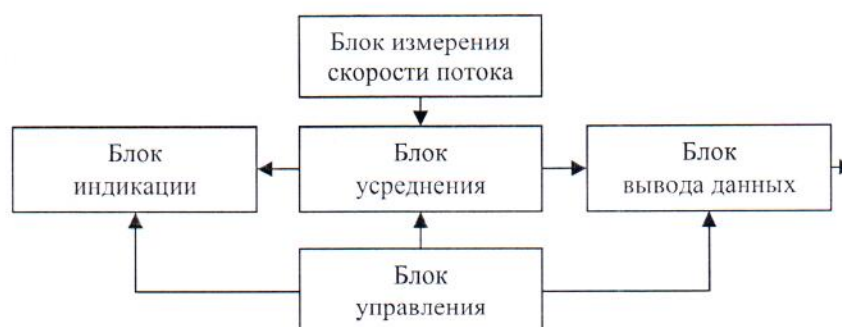 Блок измерения
скорости потока
Блок
индикации
Блок
усреднения
Блок
вывода данных
Блок
управления